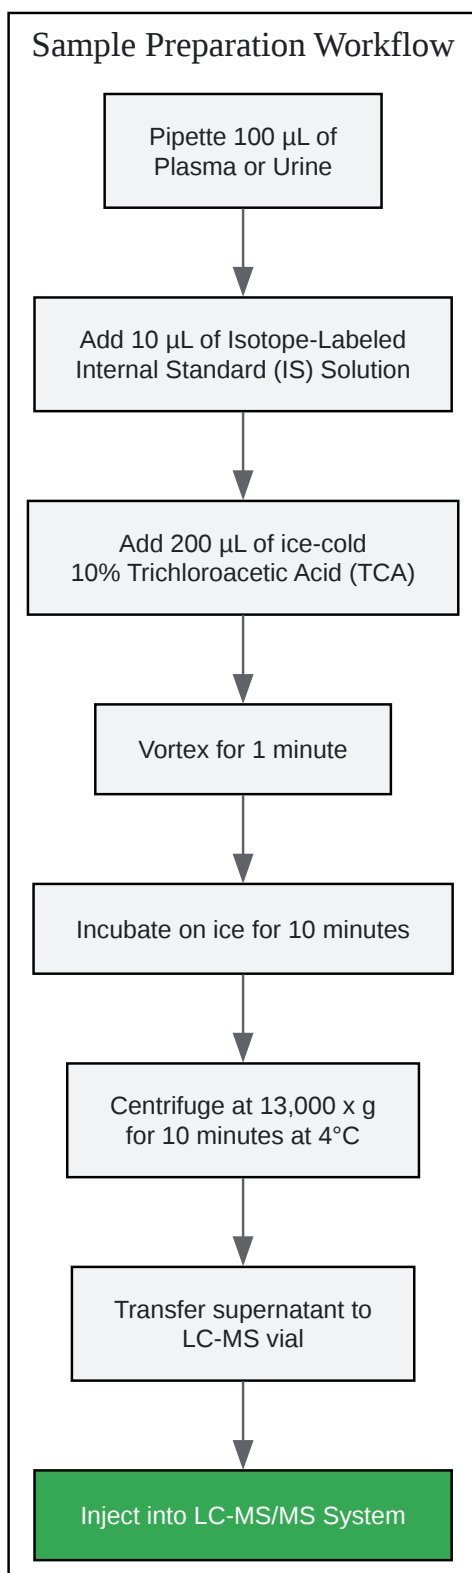 Sample Preparation Workflow
Pipette 100 µL of
Plasma or Urine
Add 10 µL of Isotope-Labeled
Internal Standard (IS) Solution
Add 200 µL of ice-cold
10% Trichloroacetic Acid (TCA)
Vortex for 1 minute
Incubate on ice for 10 minutes
Centrifuge at 13,000 x g
for 10 minutes at 4°C
Transfer supernatant to
LC-MS vial
Inject into LC-MS/MS System